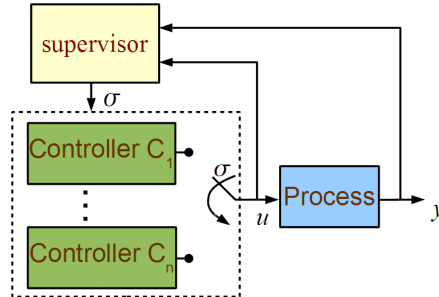 supervisor
σ
Controller C1
σ
Process
u
y
Controller Cn